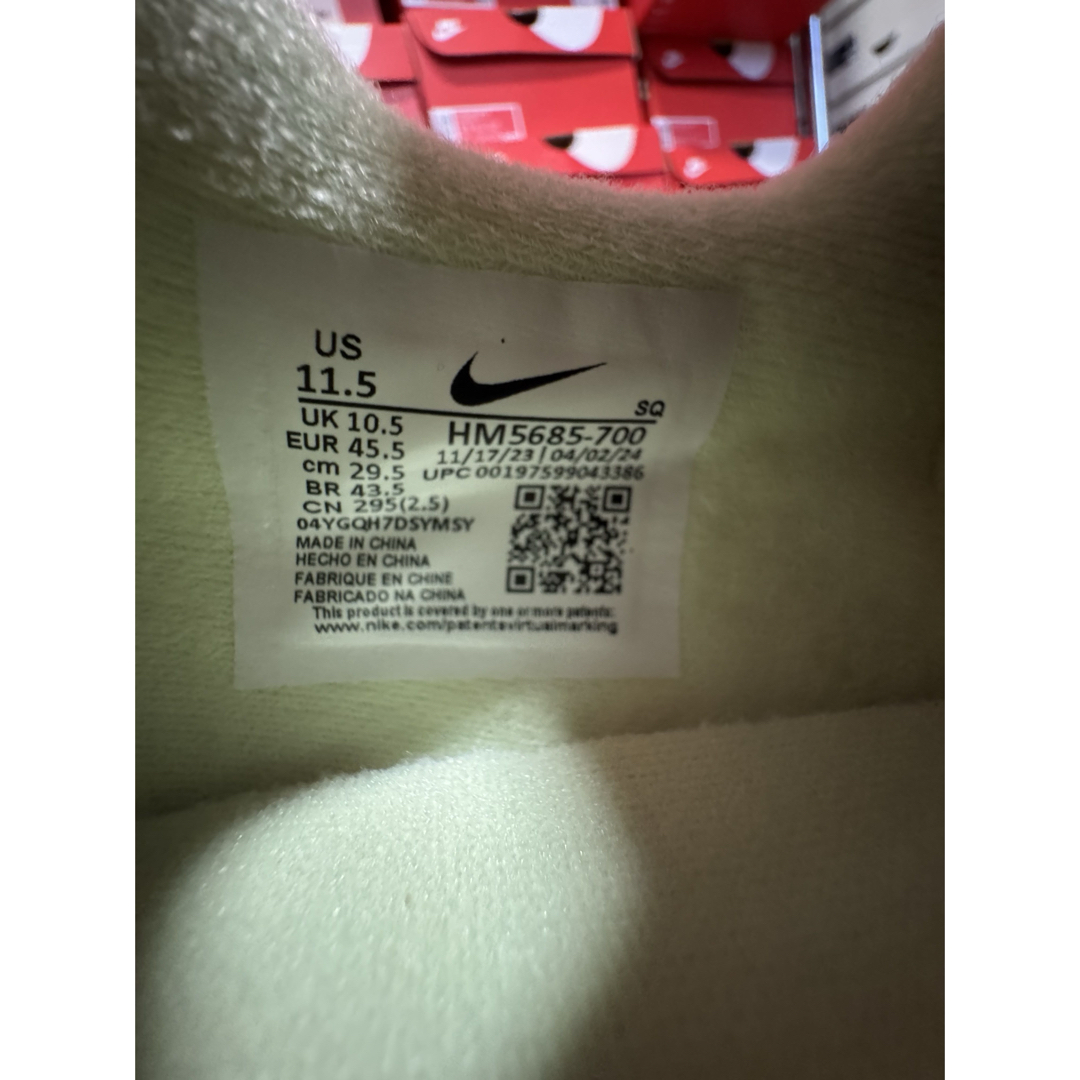 US
11.5
SQ
UK 10.5
HM5685-700
EUR 45.5
11/17/23 | 04/02/24
cm 29.5
UPC 00197599043386
BR 43.5
CN 295(2.5)
04YGQH7DSYMSY
MADE IN CHINA
HECHO EN CHINA
FABRIQUE EN CHINE
FABRICADO NA CHINA
This product is covered by one or more patents:
www.nike.com/patentsvirtualmarking